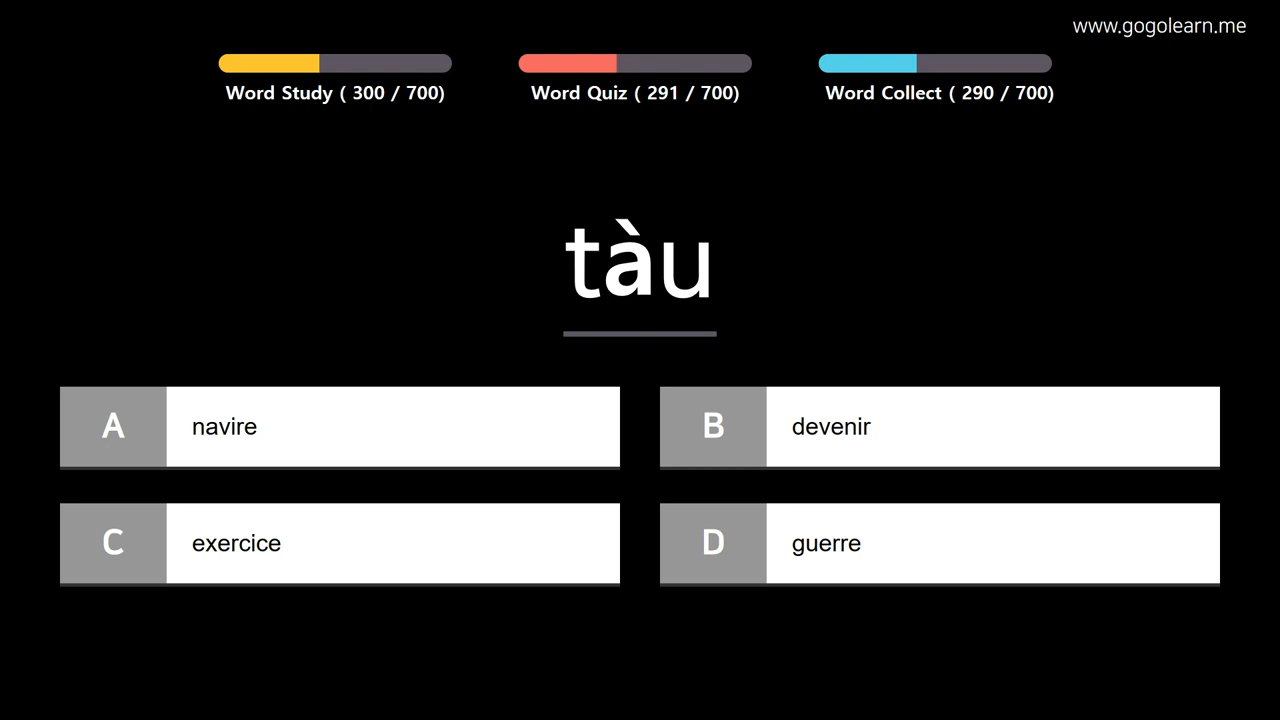 www.gogolearn.me
Word Study ( 300 / 700)
Word Quiz ( 291 / 700)
Word Collect ( 290 / 700)
tàu
A navire
B devenir
C exercice
D guerre